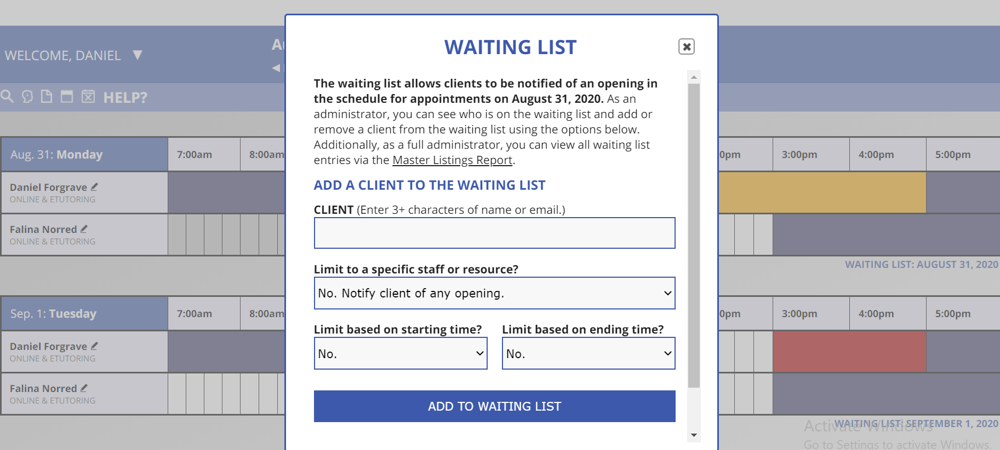 WELCOME, DANIEL ▼
HELP?
Aug. 31: Monday
7:00am
8:00am
0pm
3:00pm
4:00pm
5:00pm
Daniel Forgrave
ONLINE & ETUTORING
Falina Norred
ONLINE & ETUTORING
WAITING LIST: AUGUST 31, 2020
Sep. 1: Tuesday
7:00am
8:00am
0pm
3:00pm
4:00pm
5:00pm
Daniel Forgrave
ONLINE & ETUTORING
Falina Norred
ONLINE & ETUTORING
WAITING LIST: SEPTEMBER 1, 2020
WAITING LIST
The waiting list allows clients to be notified of an opening in
the schedule for appointments on August 31, 2020. As an
administrator, you can see who is on the waiting list and add or
remove a client from the waiting list using the options below.
Additionally, as a full administrator, you can view all waiting list
entries via the Master Listings Report.
ADD A CLIENT TO THE WAITING LIST
CLIENT (Enter 3+ characters of name or email.)
Limit to a specific staff or resource?
No. Notify client of any opening.
Limit based on starting time? Limit based on ending time?
No. No.
ADD TO WAITING LIST
Activate Windows
Go to Settings to activate Windows.